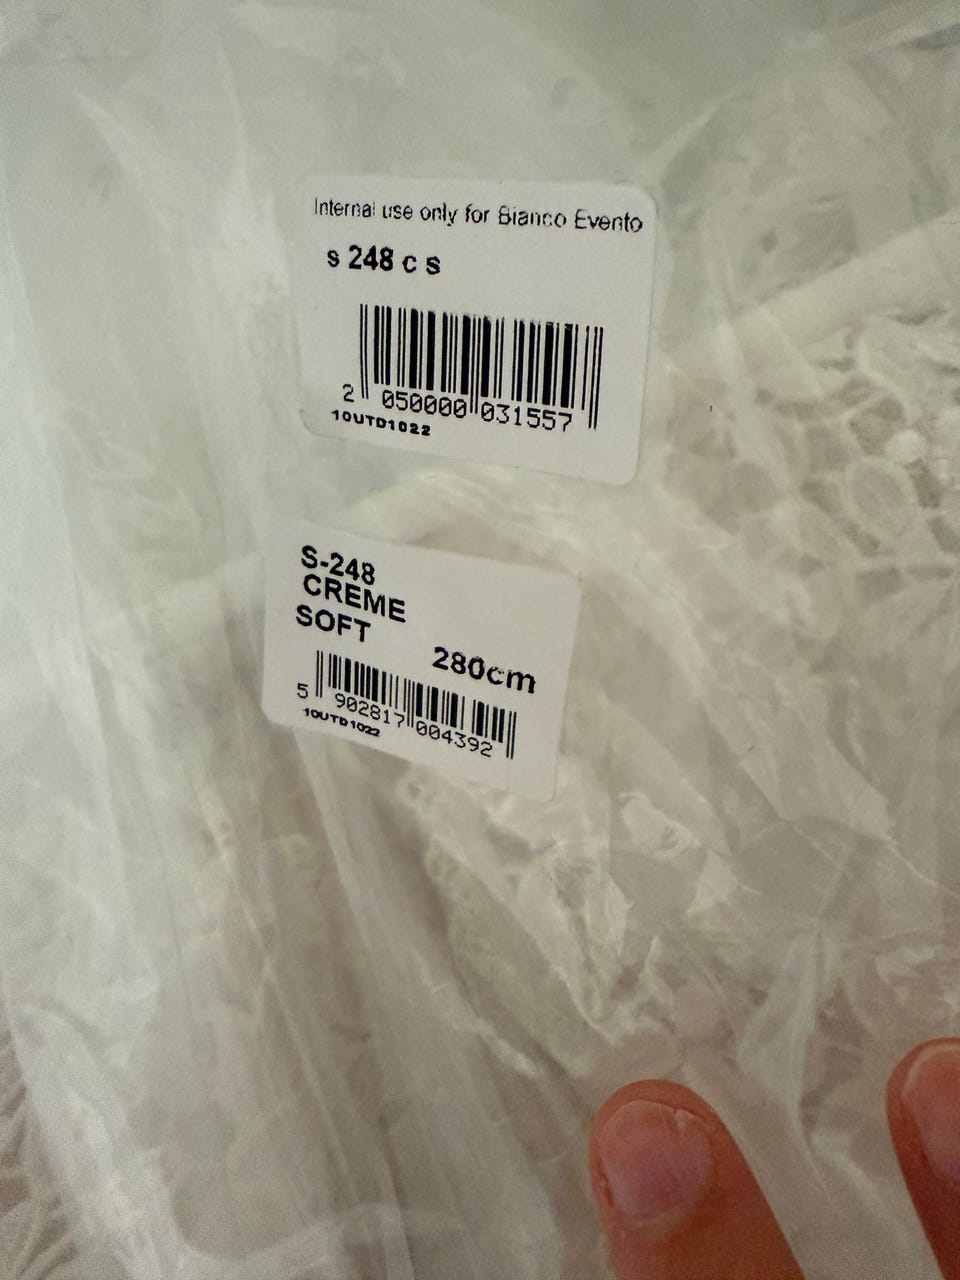 Internal use only for Bianco Evento
s 248 c s
2 050000 031557
10UTD1022
S-248
CREME
SOFT
280cm
5 902817 004392
10UTD1022